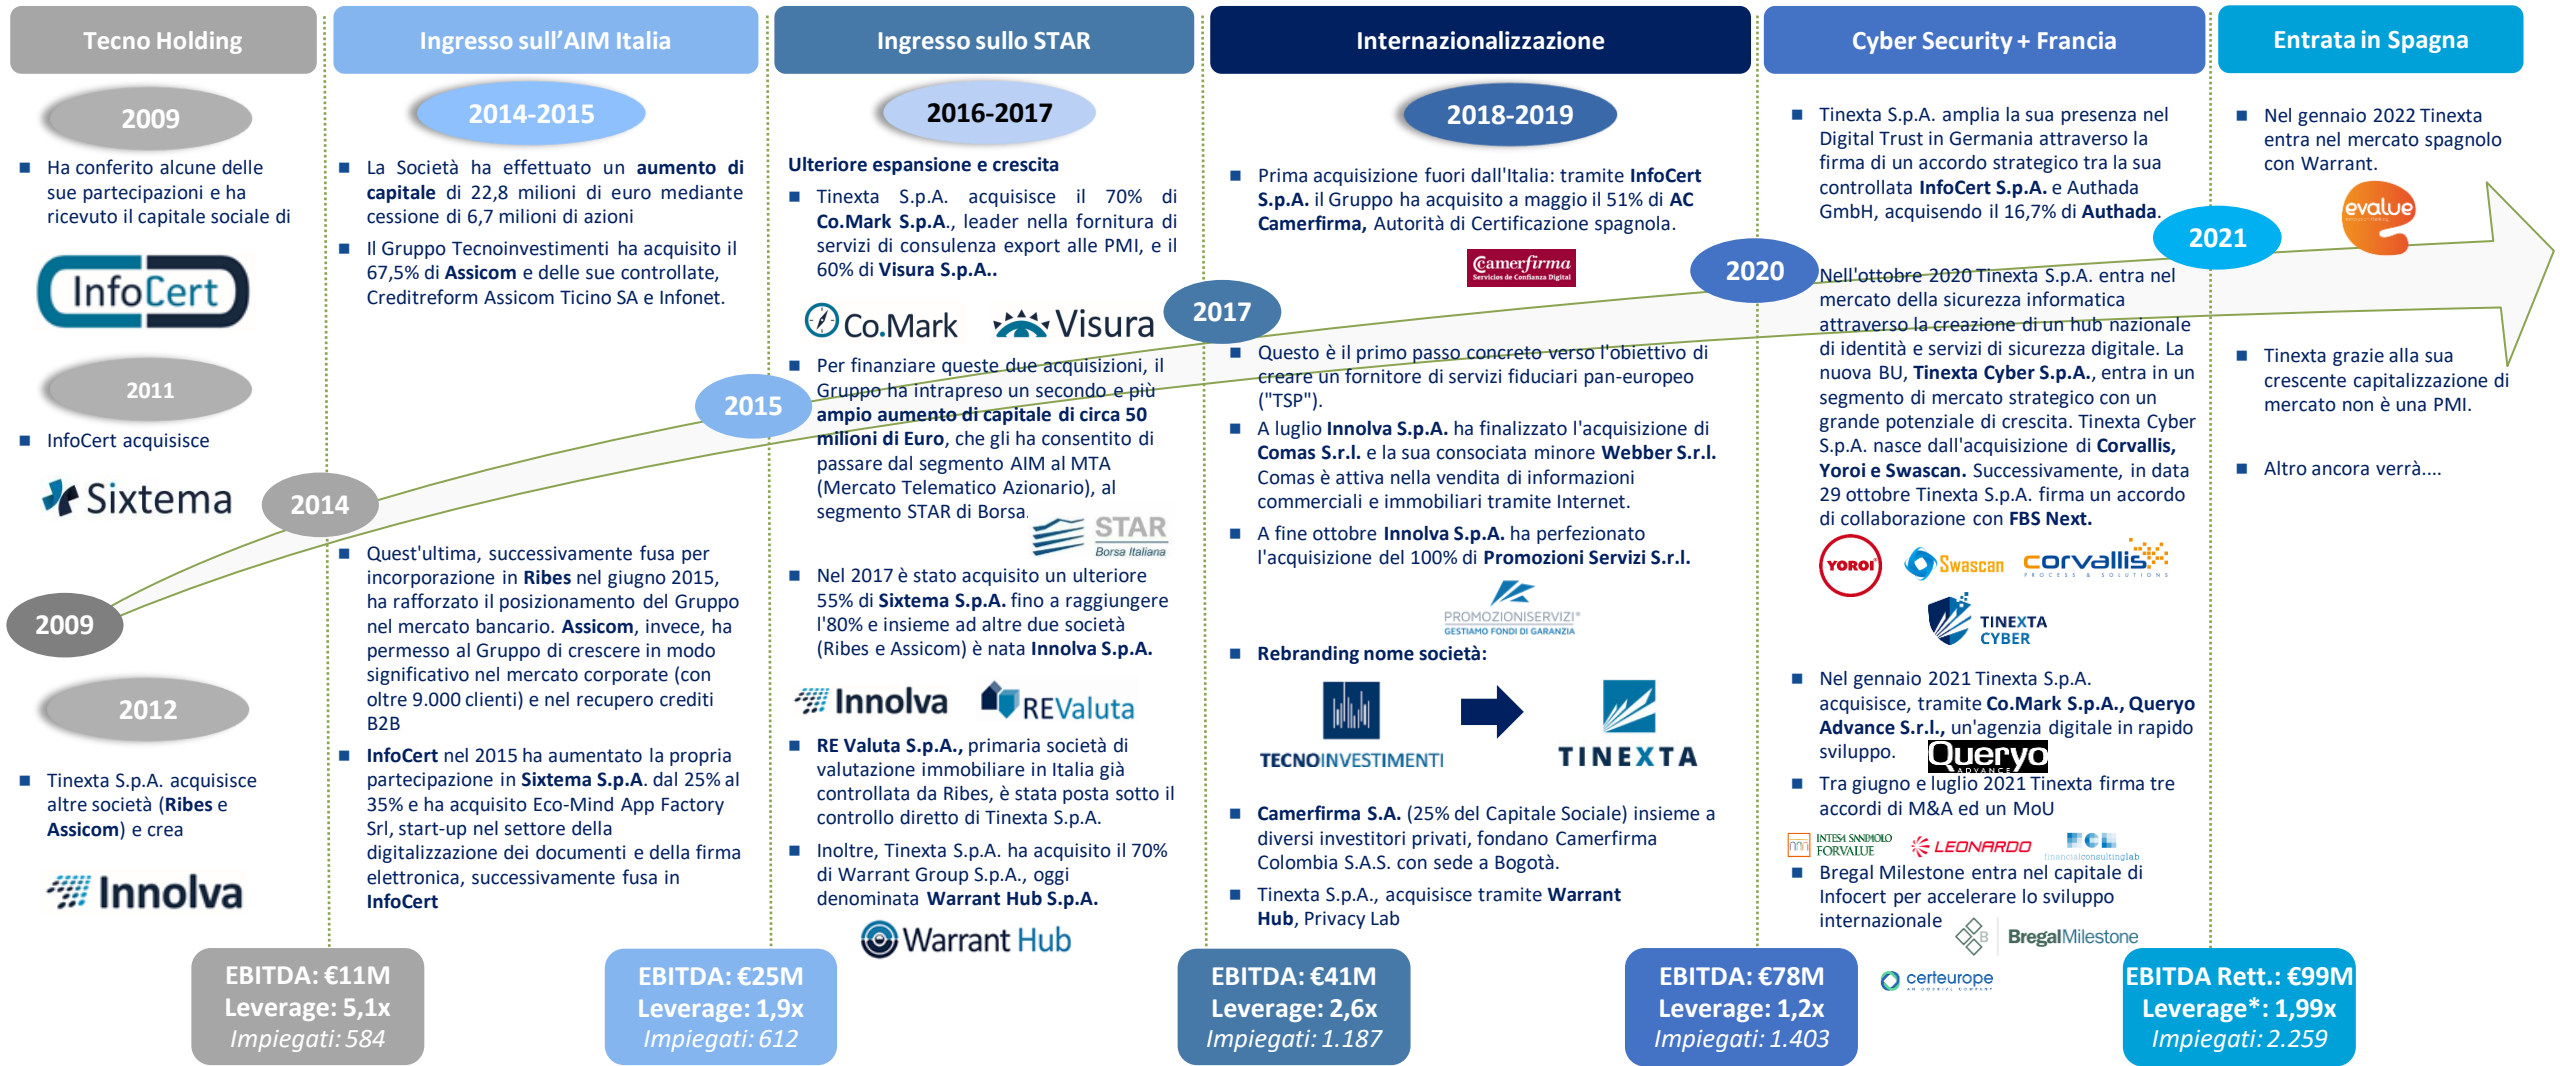 Tecno Holding
2009
Ha conferito alcune delle
sue partecipazioni e ha
ricevuto il capitale sociale di
InfoCert
2011
InfoCert acquisisce
Sixtema
2014
2009
2012
Tinexta S.p.A. acquisisce
altre società (Ribes e
Assicom) e crea
Innolva
EBITDA: €11M
Leverage: 5,1x
Impiegati: 584
Ingresso sull'AIM Italia
2014-2015
La Società ha effettuato un aumento di
capitale di 22,8 milioni di euro mediante
cessione di 6,7 milioni di azioni
Il Gruppo Tecnoinvestimenti ha acquisito il
67,5% di Assicom e delle sue controllate,
Creditreform Assicom Ticino SA e Infonet.
2015
Quest'ultima, successivamente fusa per
incorporazione in Ribes nel giugno 2015,
ha rafforzato il posizionamento del Gruppo
nel mercato bancario. Assicom, invece, ha
permesso al Gruppo di crescere in modo
significativo nel mercato corporate (con
oltre 9.000 clienti) e nel recupero crediti
B2B
InfoCert nel 2015 ha aumentato la propria
partecipazione in Sixtema S.p.A. dal 25% al
35% e ha acquisito Eco-Mind App Factory
Srl, start-up nel settore della
digitalizzazione dei documenti e della firma
elettronica, successivamente fusa in
InfoCert
EBITDA: €25M
Leverage: 1,9x
Impiegati: 612
Ingresso sullo STAR
2016-2017
Ulteriore espansione e crescita
Tinexta S.p.A. acquisisce il 70% di
Co.Mark S.p.A., leader nella fornitura di
servizi di consulenza export alle PMI, e il
60% di Visura S.p.A..
Co.Mark Visura
2017
Per finanziare queste due acquisizioni, il
Gruppo ha intrapreso un secondo e più
ampio aumento di capitale di circa 50
milioni di Euro, che gli ha consentito di
passare dal segmento AIM al MTA
(Mercato Telematico Azionario), al
segmento STAR di Borsa.
STAR
Borsa Italiana
Nel 2017 è stato acquisito un ulteriore
55% di Sixtema S.p.A. fino a raggiungere
l'80% e insieme ad altre due società
(Ribes e Assicom) è nata Innolva S.p.A.
Innolva REValuta
RE Valuta S.p.A., primaria società di
valutazione immobiliare in Italia già
controllata da Ribes, è stata posta sotto il
controllo diretto di Tinexta S.p.A.
Inoltre, Tinexta S.p.A. ha acquisito il 70%
di Warrant Group S.p.A., oggi
denominata Warrant Hub S.p.A.
Warrant Hub
EBITDA: €41M
Leverage: 2,6x
Impiegati: 1.187
Internazionalizzazione
2018-2019
Prima acquisizione fuori dall'Italia: tramite InfoCert
S.p.A. il Gruppo ha acquisito a maggio il 51% di AC
Camerfirma, Autorità di Certificazione spagnola.
Camerfirma
Servicios de Confianza Digital
2020
Questo è il primo passo concreto verso l'obiettivo di
creare un fornitore di servizi fiduciari pan-europeo
("TSP").
A luglio Innolva S.p.A. ha finalizzato l'acquisizione di
Comas S.r.l. e la sua consociata minore Webber S.r.l.
Comas è attiva nella vendita di informazioni
commerciali e immobiliari tramite Internet.
A fine ottobre Innolva S.p.A. ha perfezionato
l'acquisizione del 100% di Promozioni Servizi S.r.l.
PROMOZIONISERVIZI®
GESTIAMO FONDI DI GARANZIA
Rebranding nome società:
TECNOINVESTIMENTI
TINEXTA
Camerfirma S.A. (25% del Capitale Sociale) insieme a
diversi investitori privati, fondano Camerfirma
Colombia S.A.S. con sede a Bogotà.
Tinexta S.p.A., acquisisce tramite Warrant
Hub, Privacy Lab
EBITDA: €78M
Leverage: 1,2x
Impiegati: 1.403
Cyber Security + Francia
Tinexta S.p.A. amplia la sua presenza nel
Digital Trust in Germania attraverso la
firma di un accordo strategico tra la sua
controllata InfoCert S.p.A. e Authada
GmbH, acquisendo il 16,7% di Authada.
2021
Nell'ottobre 2020 Tinexta S.p.A. entra nel
mercato della sicurezza informatica
attraverso la creazione di un hub nazionale
di identità e servizi di sicurezza digitale. La
nuova BU, Tinexta Cyber S.p.A., entra in un
segmento di mercato strategico con un
grande potenziale di crescita. Tinexta Cyber
S.p.A. nasce dall'acquisizione di Corvallis,
Yoroi e Swascan. Successivamente, in data
29 ottobre Tinexta S.p.A. firma un accordo
di collaborazione con FBS Next.
YOROI Swascan corvallis
PROCESS & SOLUTIONS
TINEXTA
CYBER
Nel gennaio 2021 Tinexta S.p.A.
acquisisce, tramite Co.Mark S.p.A., Queryo
Advance S.r.l., un'agenzia digitale in rapido
sviluppo.
Queryo
ADVANCE
Tra giugno e luglio 2021 Tinexta firma tre
accordi di M&A ed un MoU
INTESA SANPAOLO
FORVALUE
LEONARDO
financialconsultinglab
Bregal Milestone entra nel capitale di
Infocert per accelerare lo sviluppo
internazionale
BregalMilestone
certeurope
EBITDA Rett.: €99M
Leverage*: 1,99x
Impiegati: 2.259
Entrata in Spagna
Nel gennaio 2022 Tinexta
entra nel mercato spagnolo
con Warrant.
evalue
Tinexta grazie alla sua
crescente capitalizzazione di
mercato non è una PMI.
Altro ancora verrà....